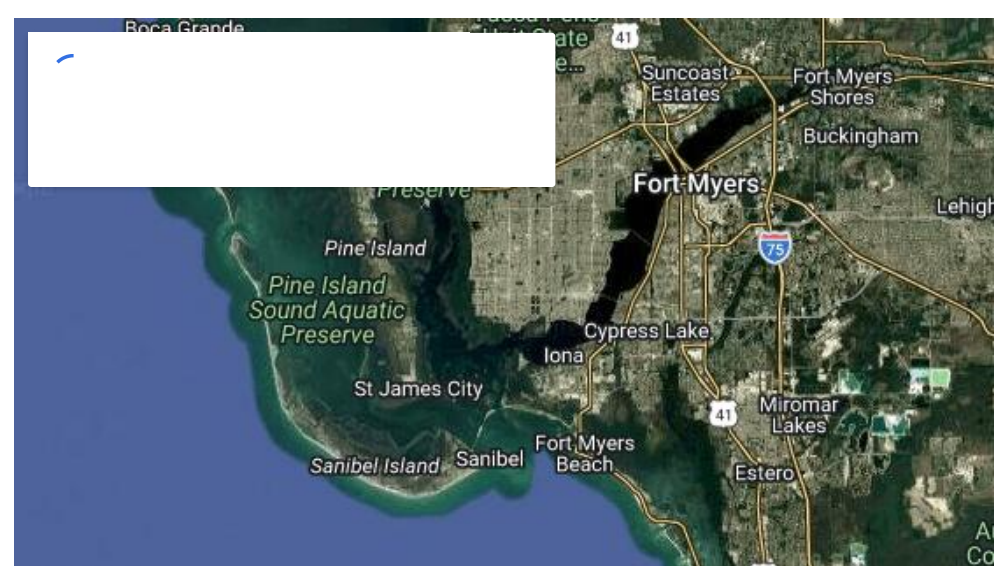 Boca Grande
41
Suncoast
Estates
Fort Myers
Shores
Buckingham
Fort Myers
Preserve
Lehigh
Pine Island
75
Pine Island
Sound Aquatic
Preserve
Cypress Lake
Iona
St James City
41
Miromar
Lakes
Fort Myers
Beach
Sanibel
Sanibel Island
Estero